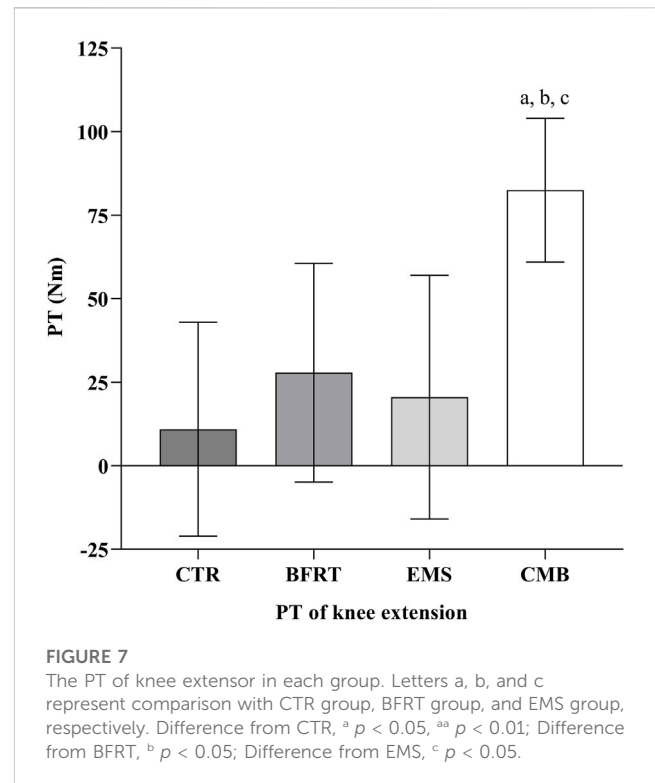 125
a, b, c
100
75
PT (Nm)
50
25
0
-25
CTR BFRT EMS CMB
PT of knee extension
FIGURE 7
The PT of knee extensor in each group. Letters a, b, and c
represent comparison with CTR group, BFRT group, and EMS group,
respectively. Difference from CTR, ᵃ p < 0.05, ᵃᵃ p < 0.01; Difference
from BFRT, ᵇ p < 0.05; Difference from EMS, ᶜ p < 0.05.